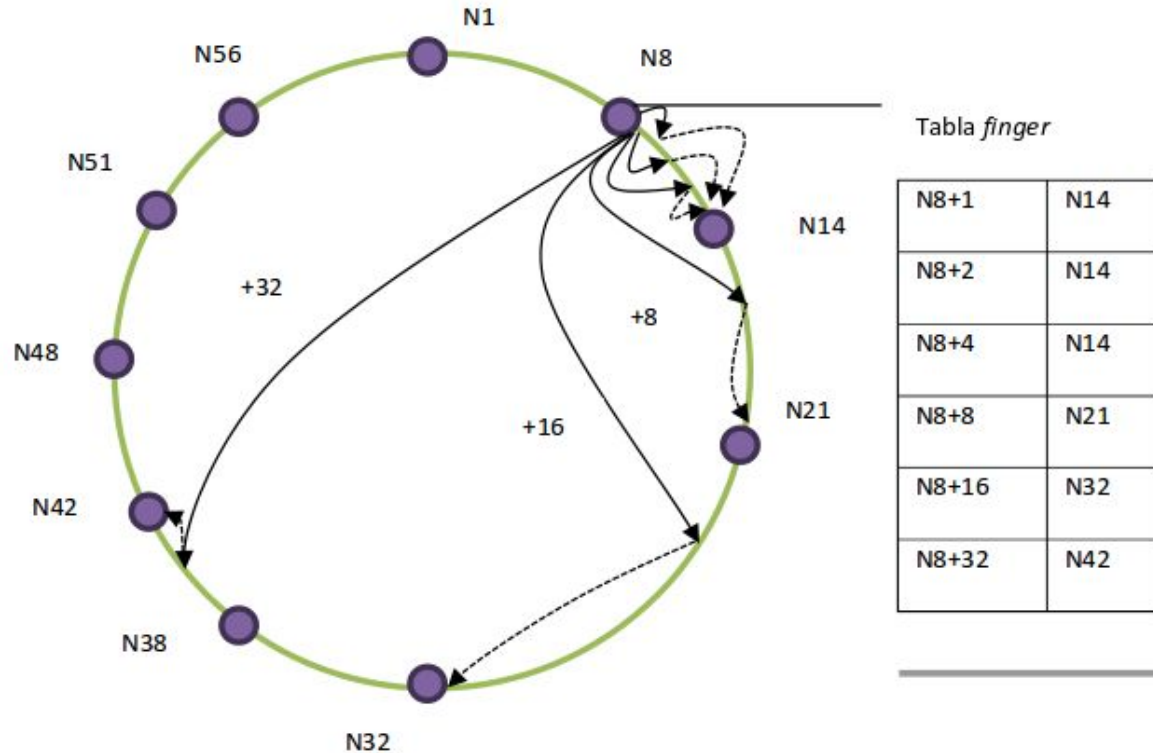 N1
N56
N8
Tabla finger
N51
N8+1 N14
N14
N8+2 N14
+32
+8
N8+4 N14
N48
N21
N8+8 N21
+16
N8+16 N32
N42
N8+32 N42
N38
N32